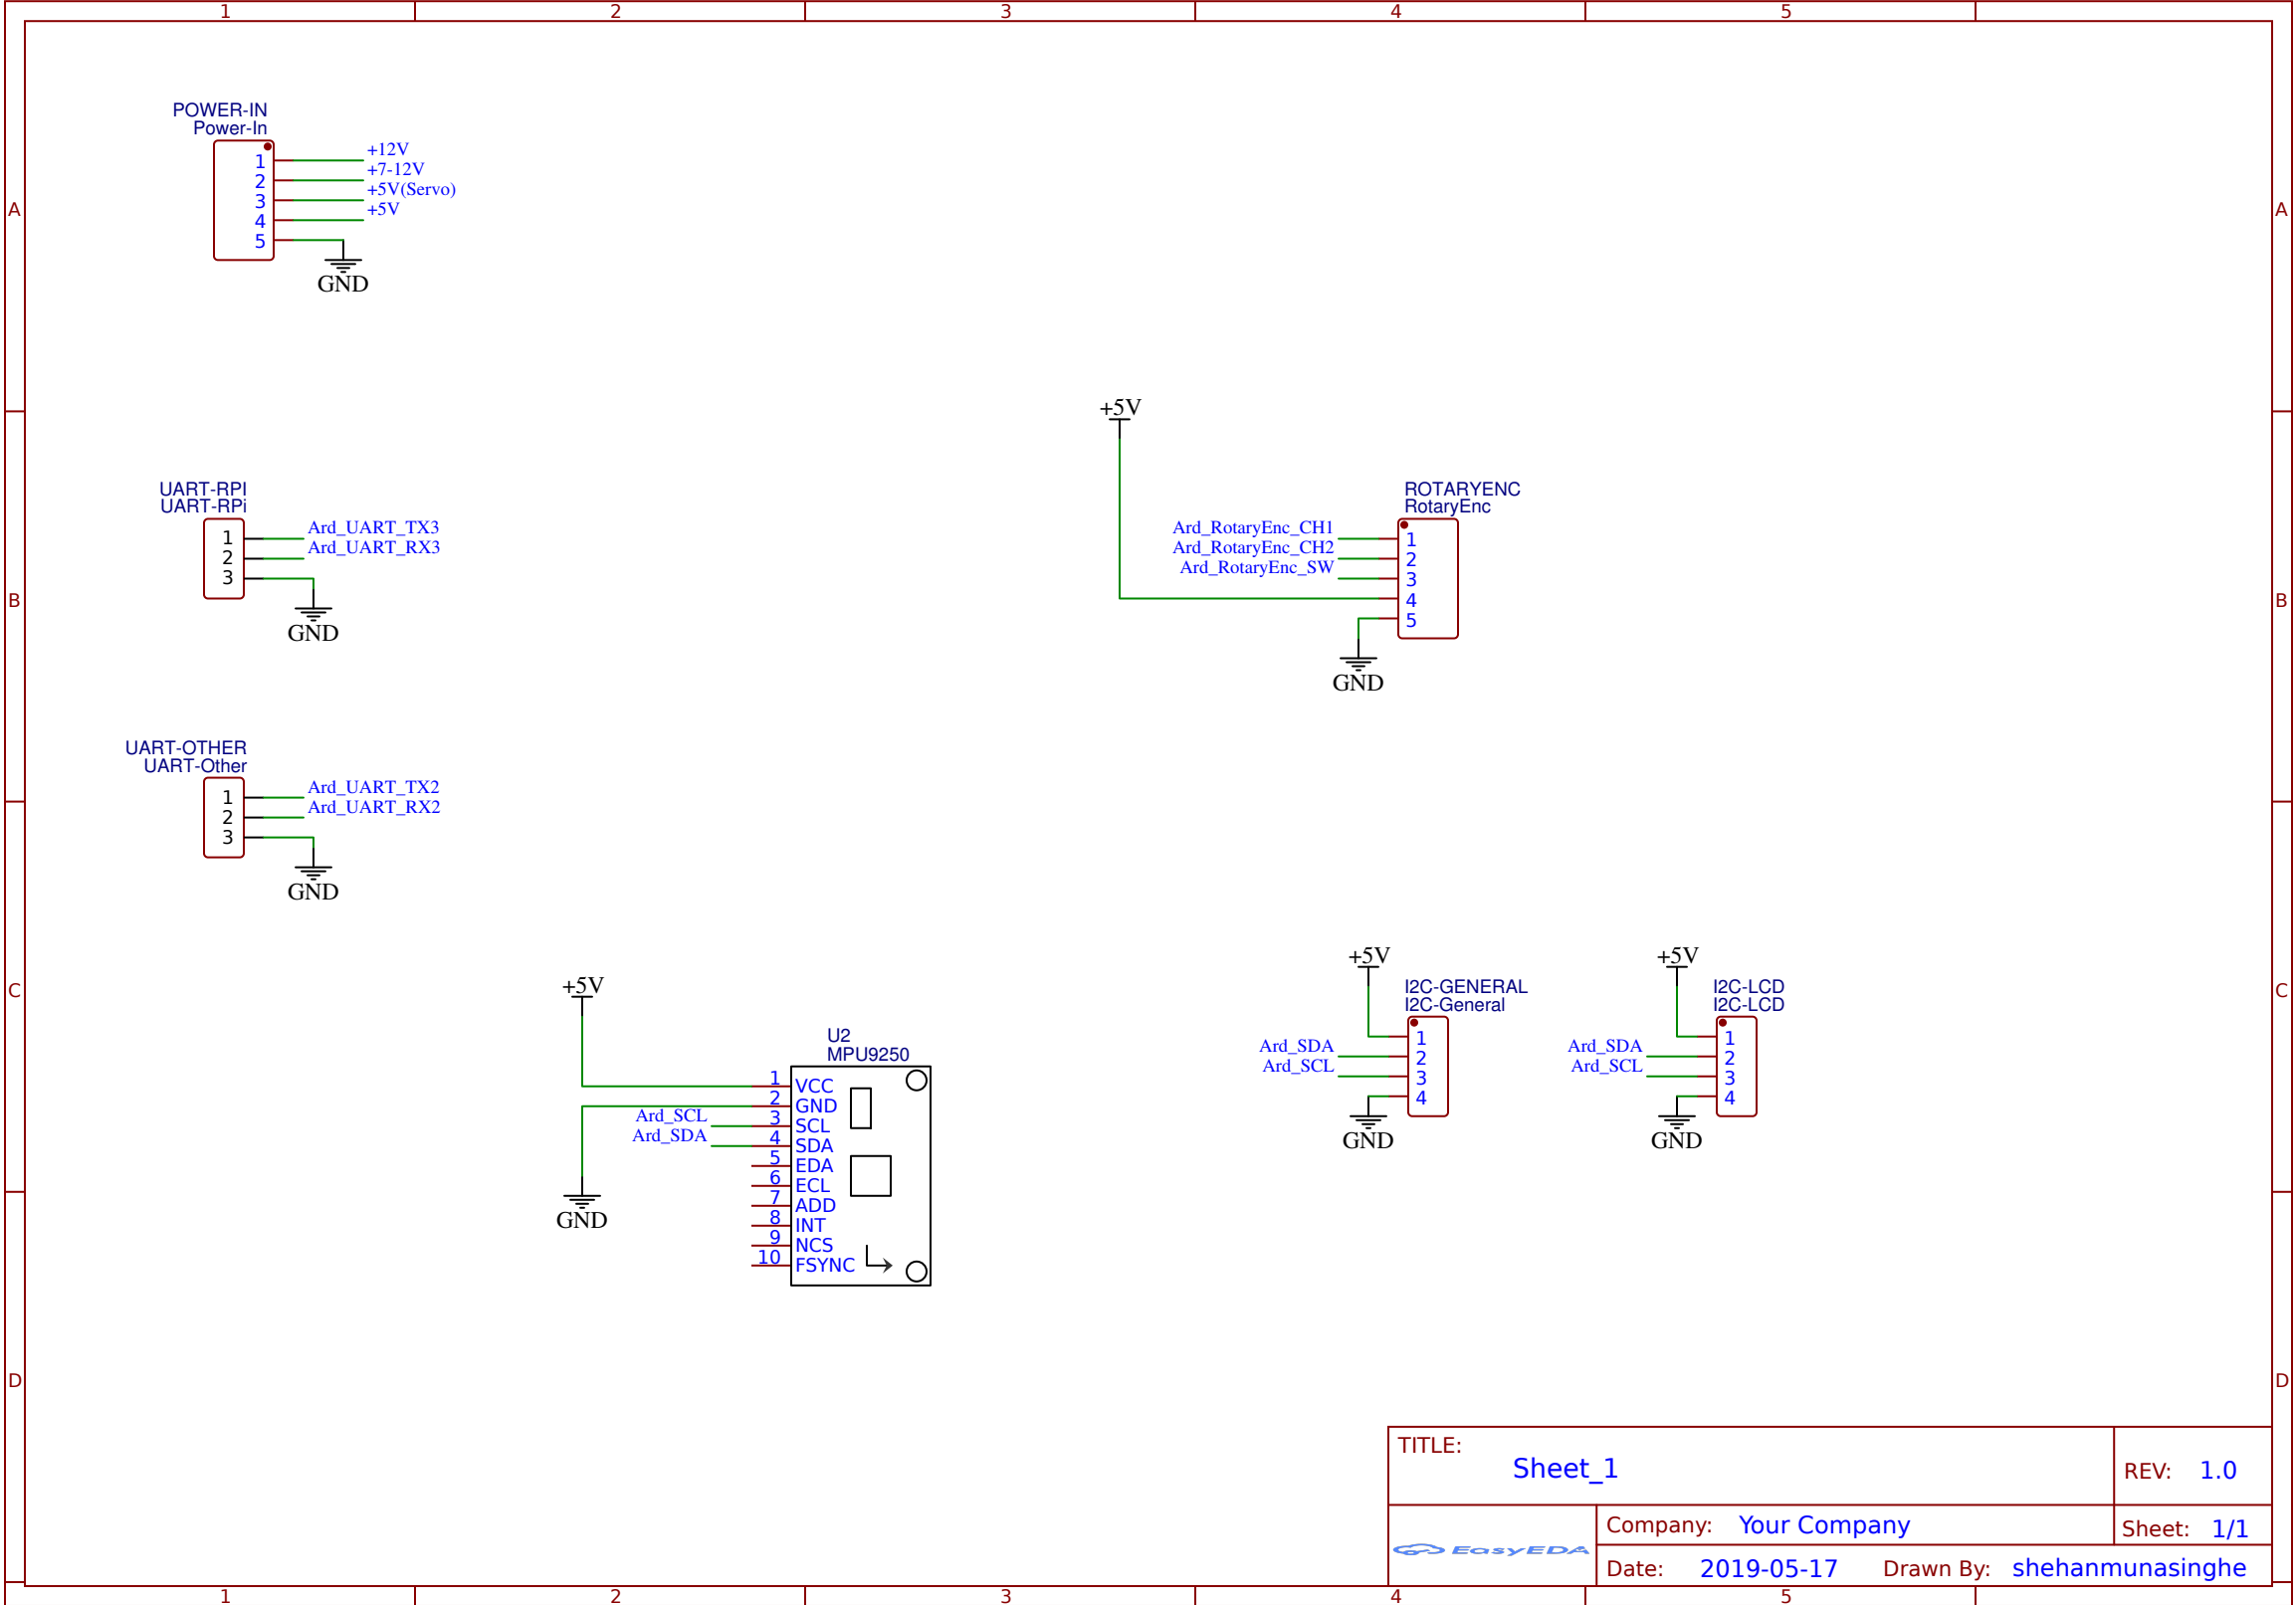 1 2 3 4 5
A A
B B
C C
D D
POWER-IN
Power-In
1 +12V
2 +7-12V
3 +5V(Servo)
4 +5V
5
GND
UART-RPI
UART-RPi
1 Ard_UART_TX3
2 Ard_UART_RX3
3
GND
+5V
ROTARYENC
RotaryEnc
Ard_RotaryEnc_CH1 1
Ard_RotaryEnc_CH2 2
Ard_RotaryEnc_SW 3
4
5
GND
UART-OTHER
UART-Other
1 Ard_UART_TX2
2 Ard_UART_RX2
3
GND
+5V
U2
MPU9250
1 VCC
2 GND
Ard_SCL 3 SCL
Ard_SDA 4 SDA
5 EDA
6 ECL
7 ADD
8 INT
9 NCS
10 FSYNC
GND
+5V
I2C-GENERAL
I2C-General
1
Ard_SDA 2
Ard_SCL 3
4
GND
+5V
I2C-LCD
I2C-LCD
1
Ard_SDA 2
Ard_SCL 3
4
GND
TITLE:
Sheet_1
REV: 1.0
EasyEDA
Company: Your Company
Sheet: 1/1
Date: 2019-05-17 Drawn By: shehanmunasinghe
1 2 3 4 5